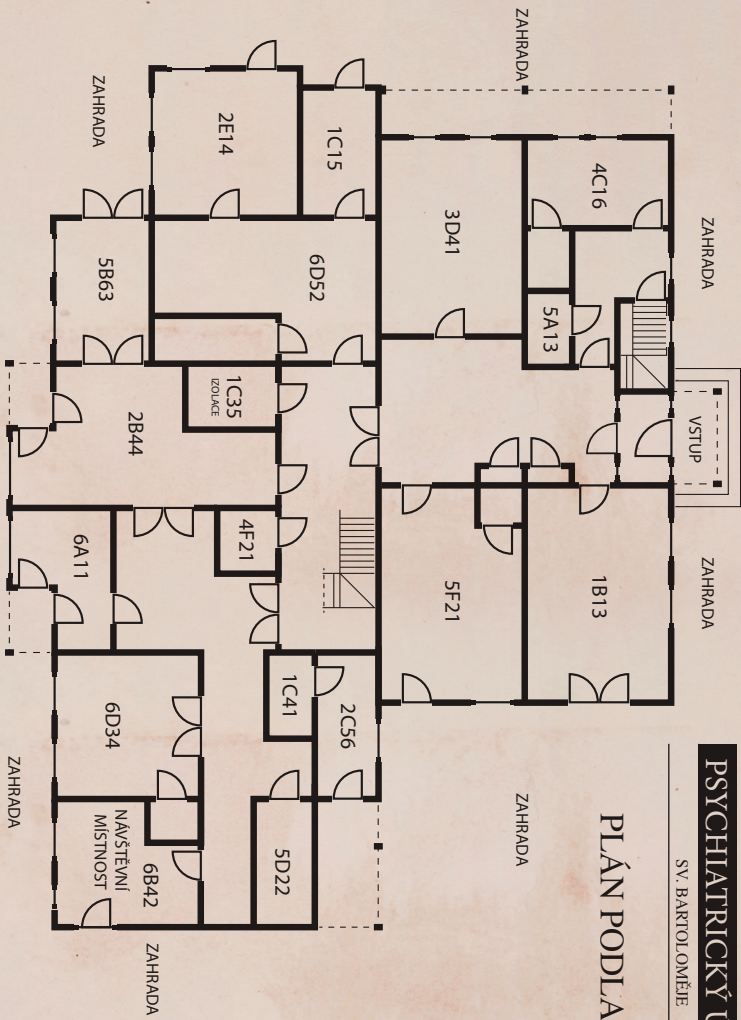 PSYCHIATRICKÝ Ú
SV. BARTOLOMĚJE
PLÁN PODLA
ZAHRADA
ZAHRADA
VSTUP
4C16
1B13
5A13
ZAHRADA
ZAHRADA
3D41
5F21
2C56
1C15
6D52
1C41
5D22
4F21
1C35
IZOLACE
2E14
ZAHRADA
6B42
NÁVŠTĚVNÍ
MÍSTNOST
2B44
6D34
5B63
ZAHRADA
6A11
ZAHRADA